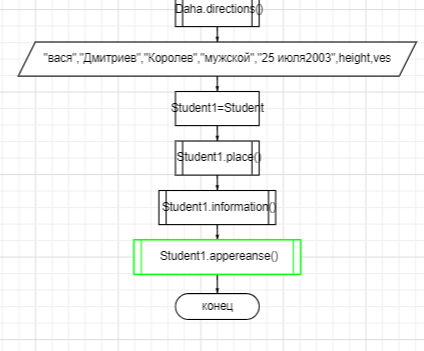 Daha.directions()
"вася","Дмитриев","Королев","мужской","25 июля2003",height,ves
Student1=Student
Student1.place()
Student1.information()
Student1.appereanse()
конец